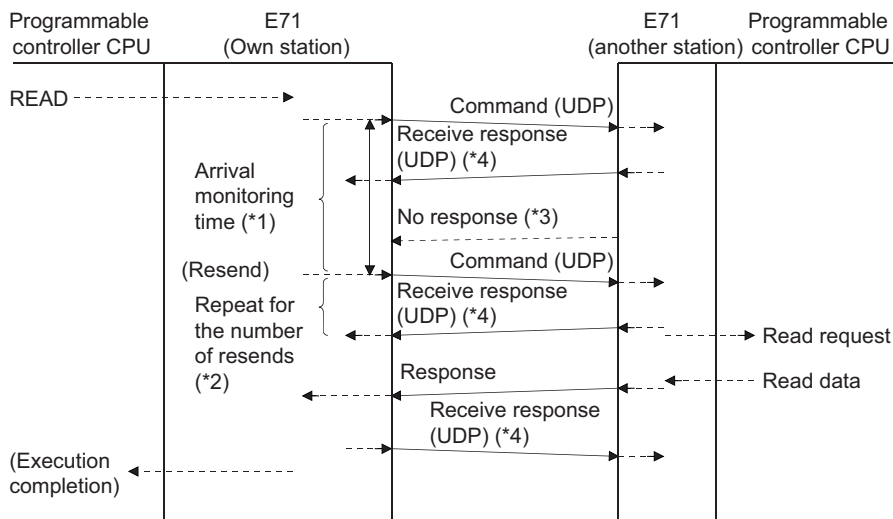 Programmable
controller CPU
E71
(Own station)
E71
(another station)
Programmable
controller CPU
READ
Command (UDP)
Receive response
(UDP) (*4)
Arrival
monitoring
time (*1)
No response (*3)
(Resend)
Command (UDP)
Repeat for
the number
of resends
(*2)
Receive response
(UDP) (*4)
Read request
Response
Read data
Receive response
(UDP) (*4)
(Execution
completion)